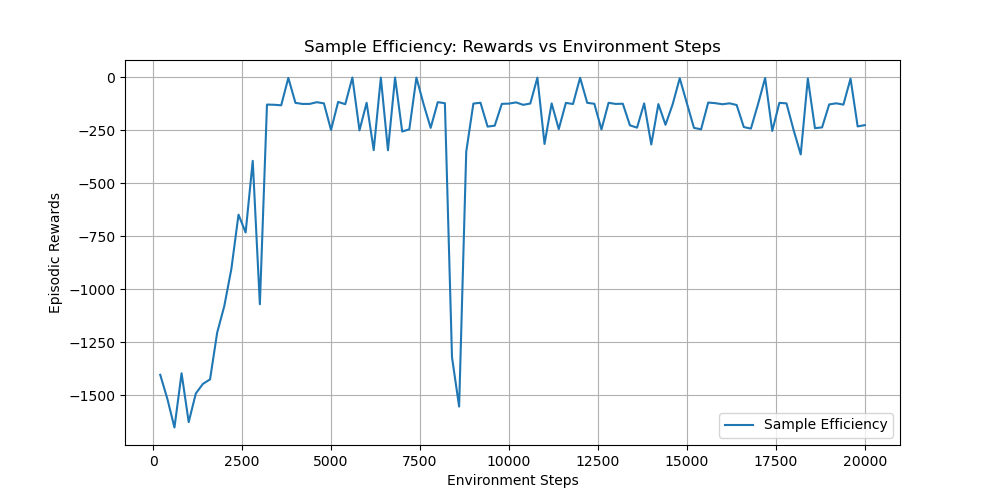 Sample Efficiency: Rewards vs Environment Steps
Episodic Rewards
0
−250
−500
−750
−1000
−1250
−1500
0 2500 5000 7500 10000 12500 15000 17500 20000
Environment Steps
Sample Efficiency